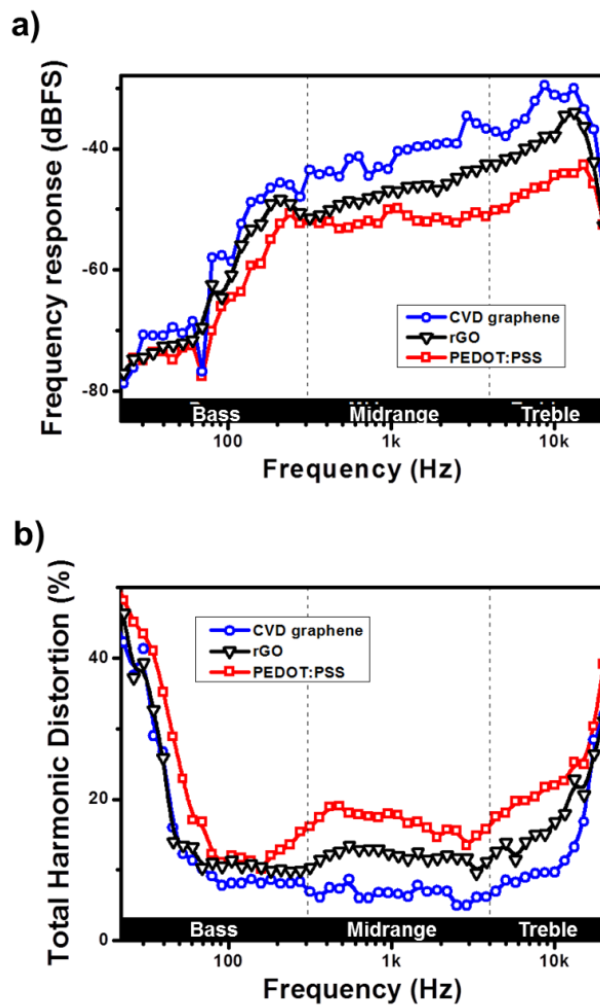 a)
Frequency response (dBFS)
-40
-60
-80
CVD graphene
rGO
PEDOT:PSS
Bass Midrange Treble
100 1k 10k
Frequency (Hz)
b)
Total Harmonic Distortion (%)
40
20
0
CVD graphene
rGO
PEDOT:PSS
Bass Midrange Treble
100 1k 10k
Frequency (Hz)